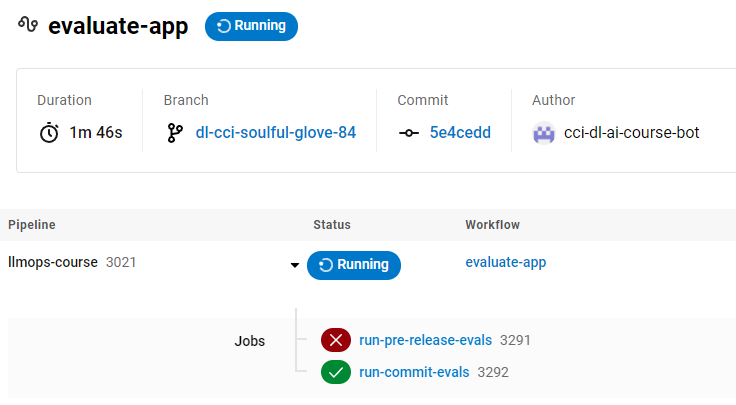 evaluate-app Running
Duration Branch Commit Author
1m 46s dl-cci-soulful-glove-84 5e4cedd cci-dl-ai-course-bot
Pipeline Status Workflow
llmops-course 3021 Running evaluate-app
Jobs run-pre-release-evals 3291
run-commit-evals 3292